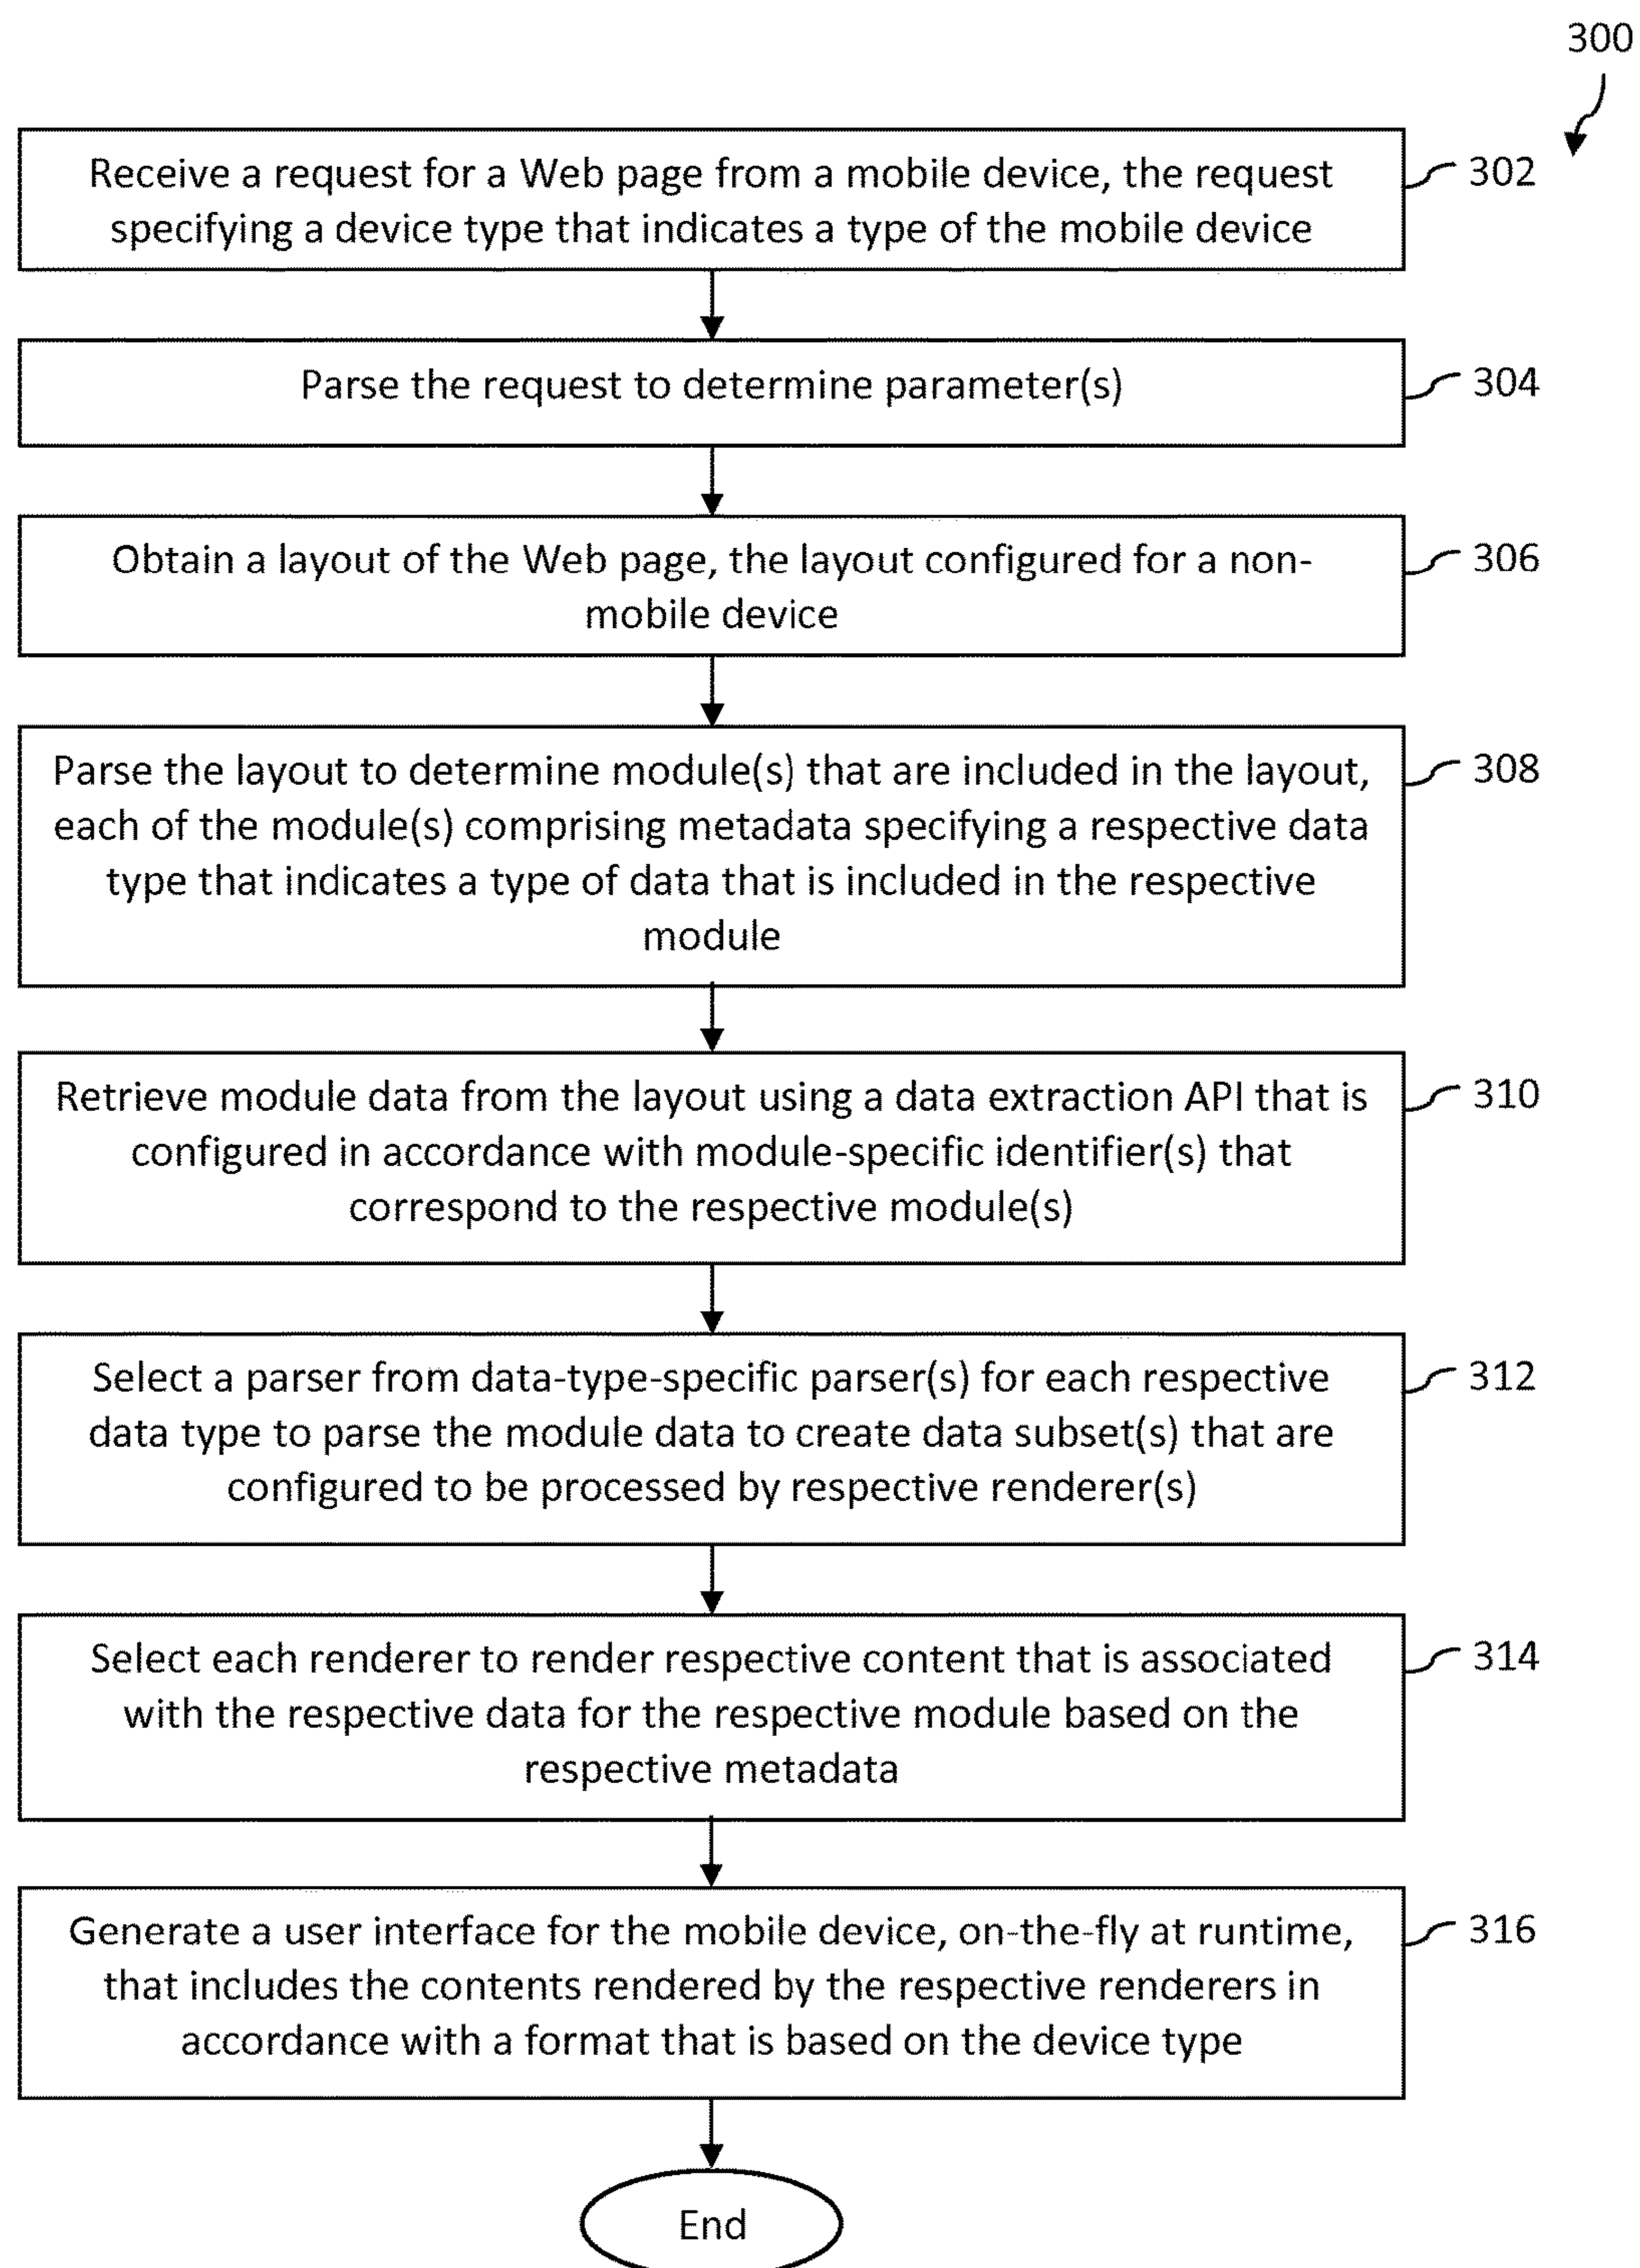 300
Receive a request for a Web page from a mobile device, the request
specifying a device type that indicates a type of the mobile device
302
Parse the request to determine parameter(s)
304
Obtain a layout of the Web page, the layout configured for a non-
mobile device
306
Parse the layout to determine module(s) that are included in the layout,
each of the module(s) comprising metadata specifying a respective data
type that indicates a type of data that is included in the respective
module
308
Retrieve module data from the layout using a data extraction API that is
configured in accordance with module-specific identifier(s) that
correspond to the respective module(s)
310
Select a parser from data-type-specific parser(s) for each respective
data type to parse the module data to create data subset(s) that are
configured to be processed by respective renderer(s)
312
Select each renderer to render respective content that is associated
with the respective data for the respective module based on the
respective metadata
314
Generate a user interface for the mobile device, on-the-fly at runtime,
that includes the contents rendered by the respective renderers in
accordance with a format that is based on the device type
316
End